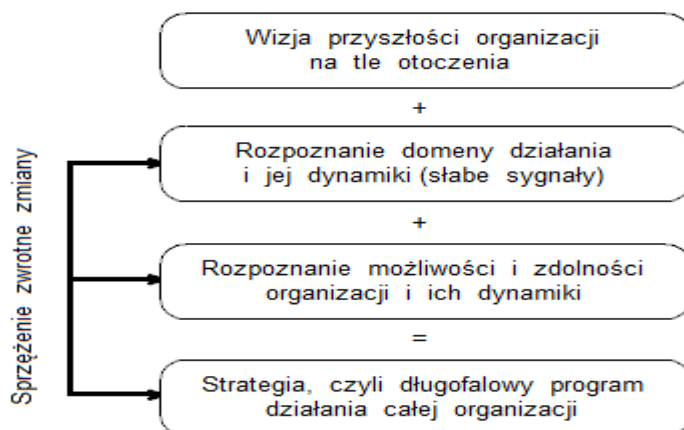 Wizja przyszłości organizacji
na tle otoczenia
+
Rozpoznanie domeny działania
i jej dynamiki (słabe sygnały)
+
Rozpoznanie możliwości i zdolności
organizacji i ich dynamiki
=
Strategia, czyli długofalowy program
działania całej organizacji
Sprzężenie zwrotne zmiany